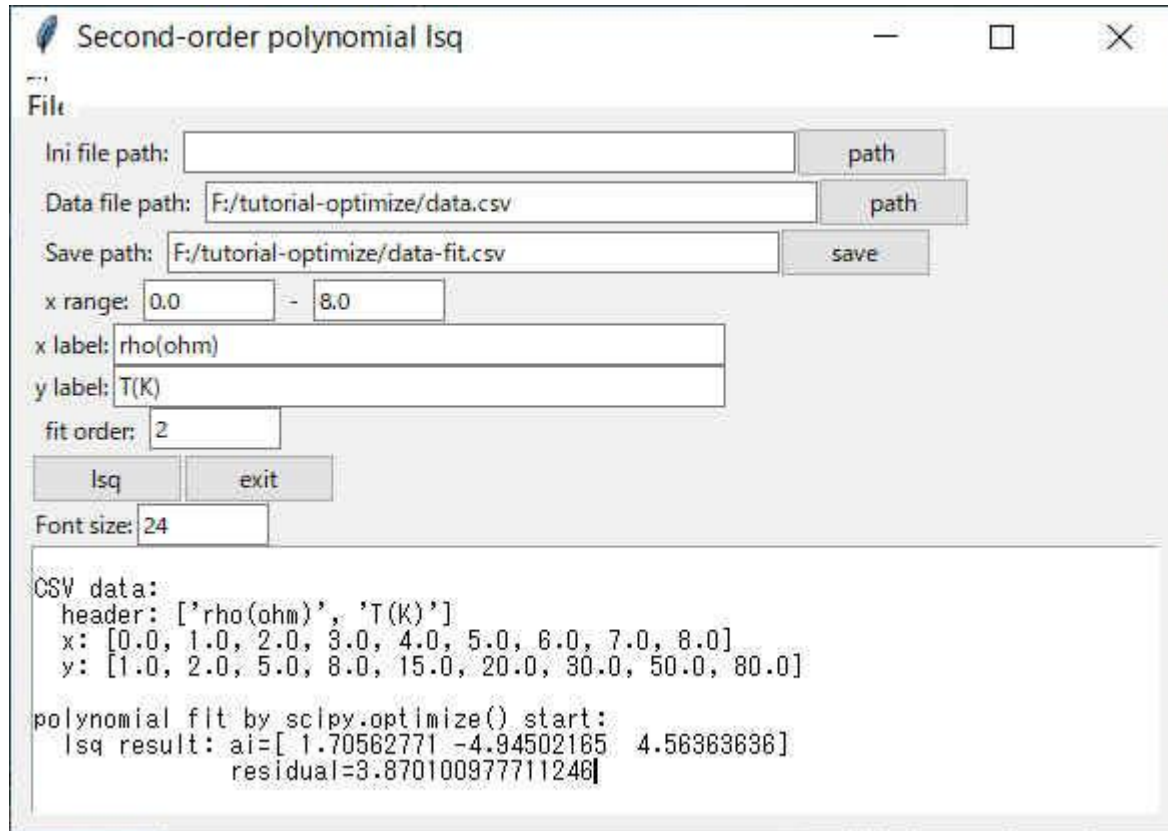 Second-order polynomial lsq
File
Ini file path: path
Data file path: F:/tutorial-optimize/data.csv path
Save path: F:/tutorial-optimize/data-fit.csv save
x range: 0.0 - 8.0
x label: rho(ohm)
y label: T(K)
fit order: 2
lsq exit
Font size: 24
CSV data:
header: ['rho(ohm)', 'T(K)']
x: [0.0, 1.0, 2.0, 3.0, 4.0, 5.0, 6.0, 7.0, 8.0]
y: [1.0, 2.0, 5.0, 8.0, 15.0, 20.0, 30.0, 50.0, 80.0]
polynomial fit by scipy.optimize() start:
lsq result: ai=[ 1.70562771 -4.94502165 4.56363636]
residual=3.870100977711246